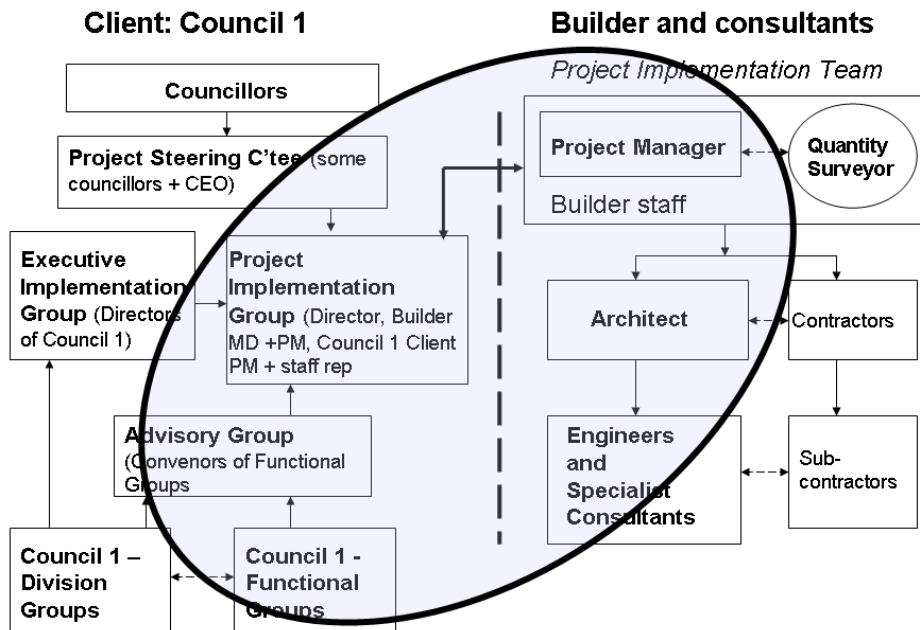 Client: Council 1
Builder and consultants
Project Implementation Team
Councillors
Project Steering C'tee (some
councillors + CEO)
Project Manager
Quantity
Surveyor
Builder staff
Executive
Implementation
Group (Directors
of Council 1)
Project
Implementation
Group (Director, Builder
MD +PM, Council 1 Client
PM + staff rep
Architect
Contractors
Advisory Group
(Convenors of Functional
Groups
Engineers
and
Specialist
Consultants
Sub-
contractors
Council 1 –
Division
Groups
Council 1 -
Functional
Groups